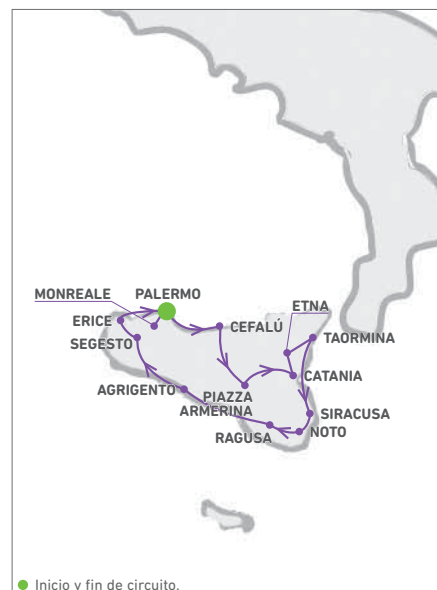 MONREALE
PALERMO
ETNA
ERICE
CEFALÚ
TAORMINA
SEGESTO
AGRIGENTO
PIAZZA
ARMERINA
CATANIA
SIRACUSA
RAGUSA
NOTO
Inicio y fin de circuito.